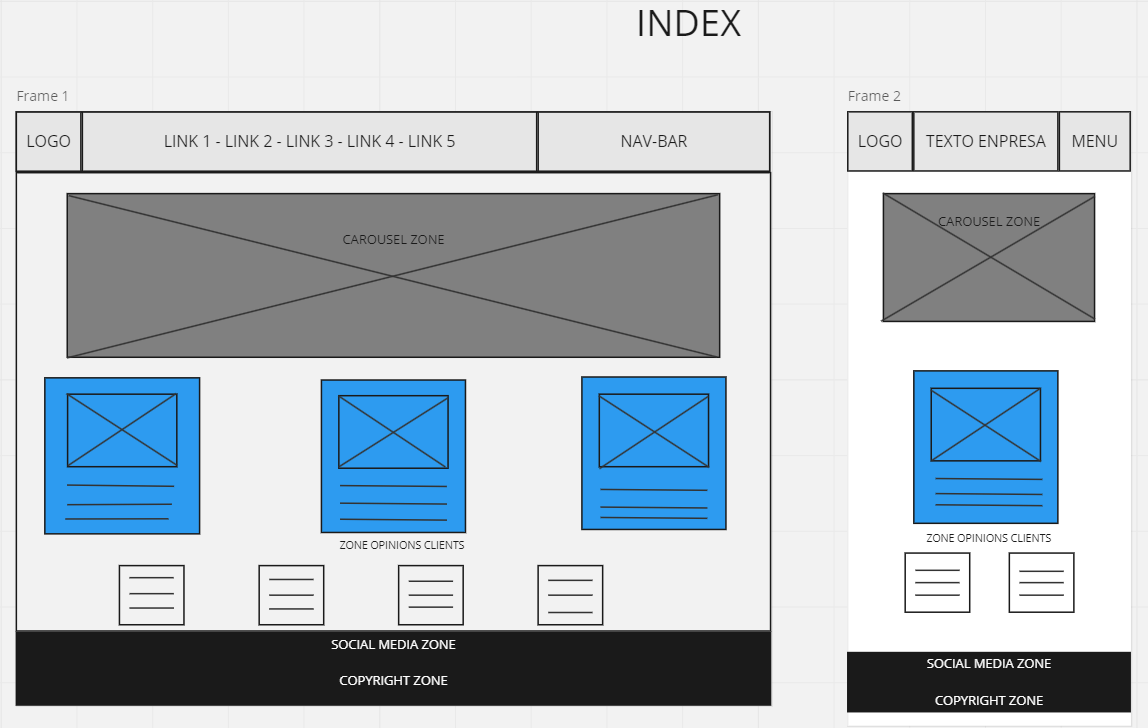 INDEX
Frame 1
LOGO
LINK 1 - LINK 2 - LINK 3 - LINK 4 - LINK 5
NAV-BAR
CAROUSEL ZONE
ZONE OPINIONS CLIENTS
SOCIAL MEDIA ZONE
COPYRIGHT ZONE
Frame 2
LOGO
TEXTO ENPRESA
MENU
CAROUSEL ZONE
ZONE OPINIONS CLIENTS
SOCIAL MEDIA ZONE
COPYRIGHT ZONE